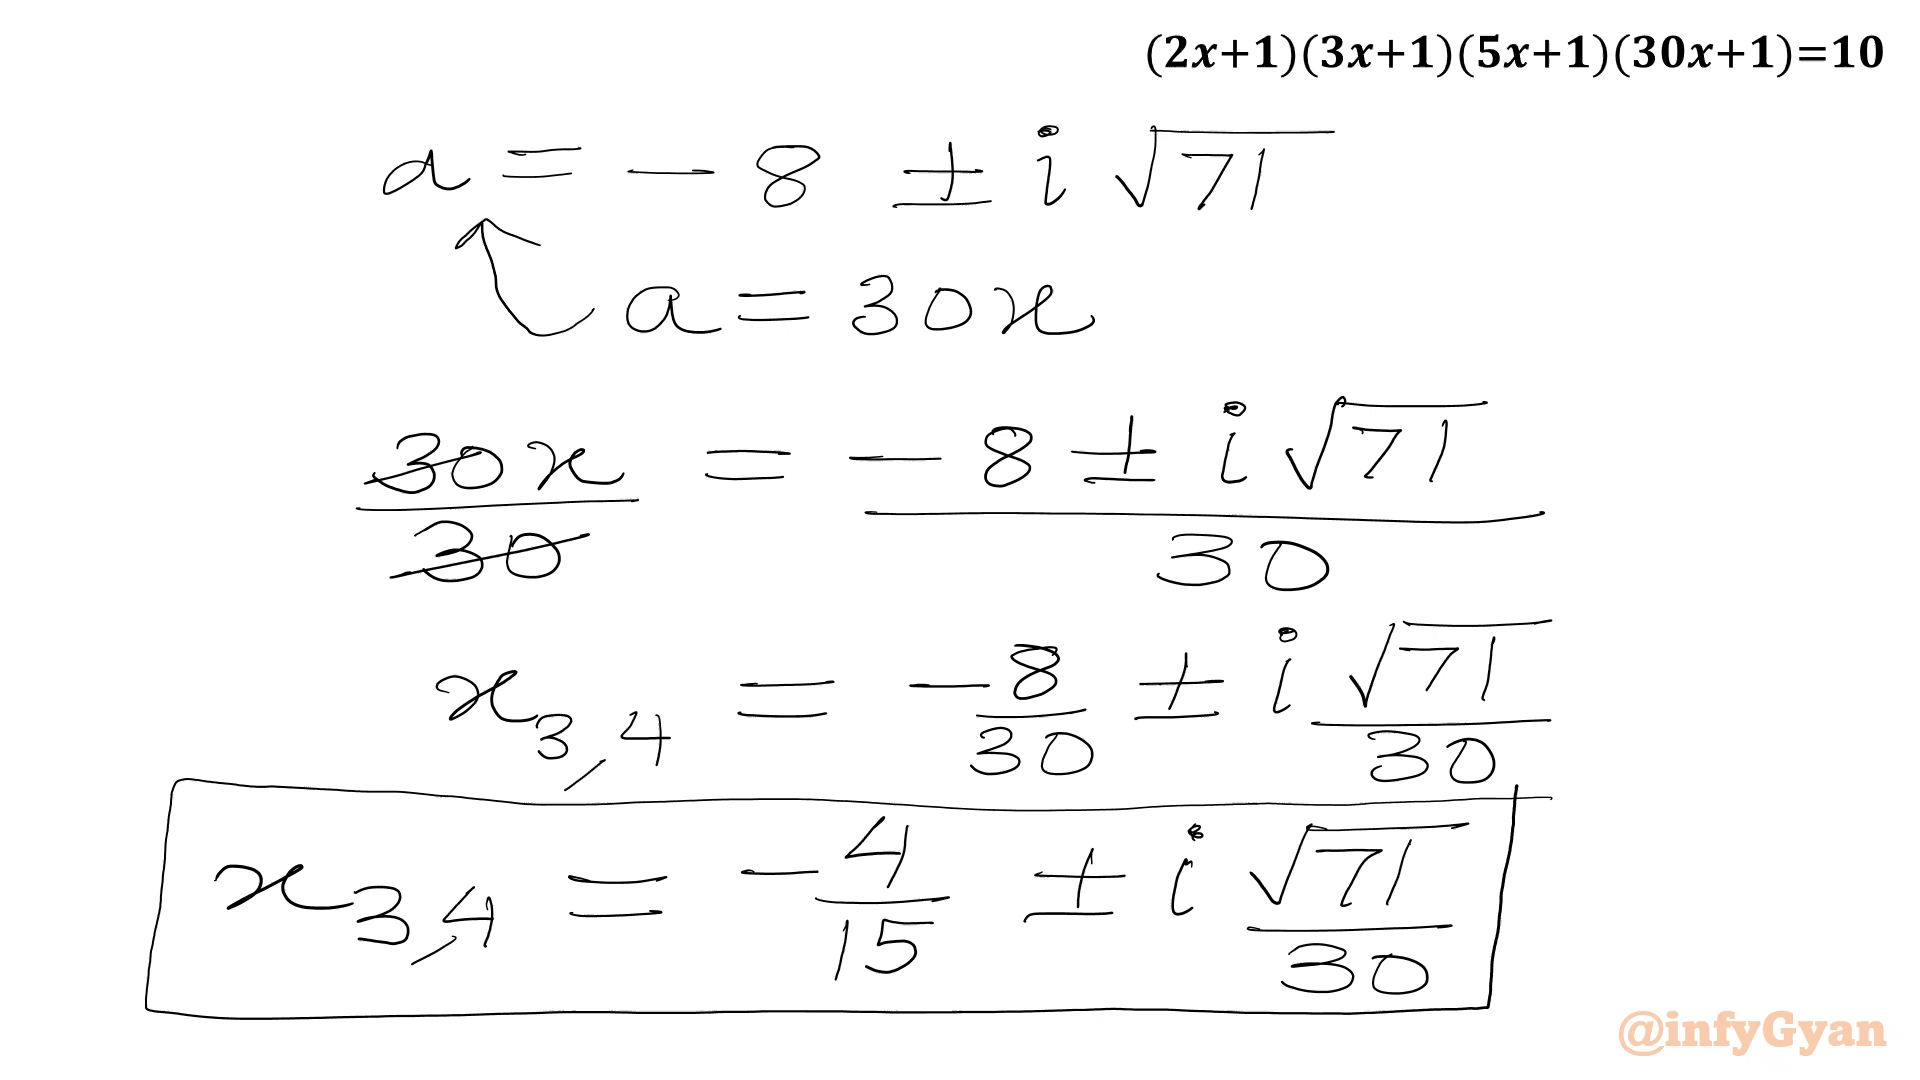 (2x+1)(3x+1)(5x+1)(30x+1)=10
a = - 8 ± i √71
a = 30x
30x/30 = (- 8 ± i √71)/30
x3,4 = - 8/30 ± i √71/30
x3,4 = - 4/15 ± i √71/30
@infyGyan